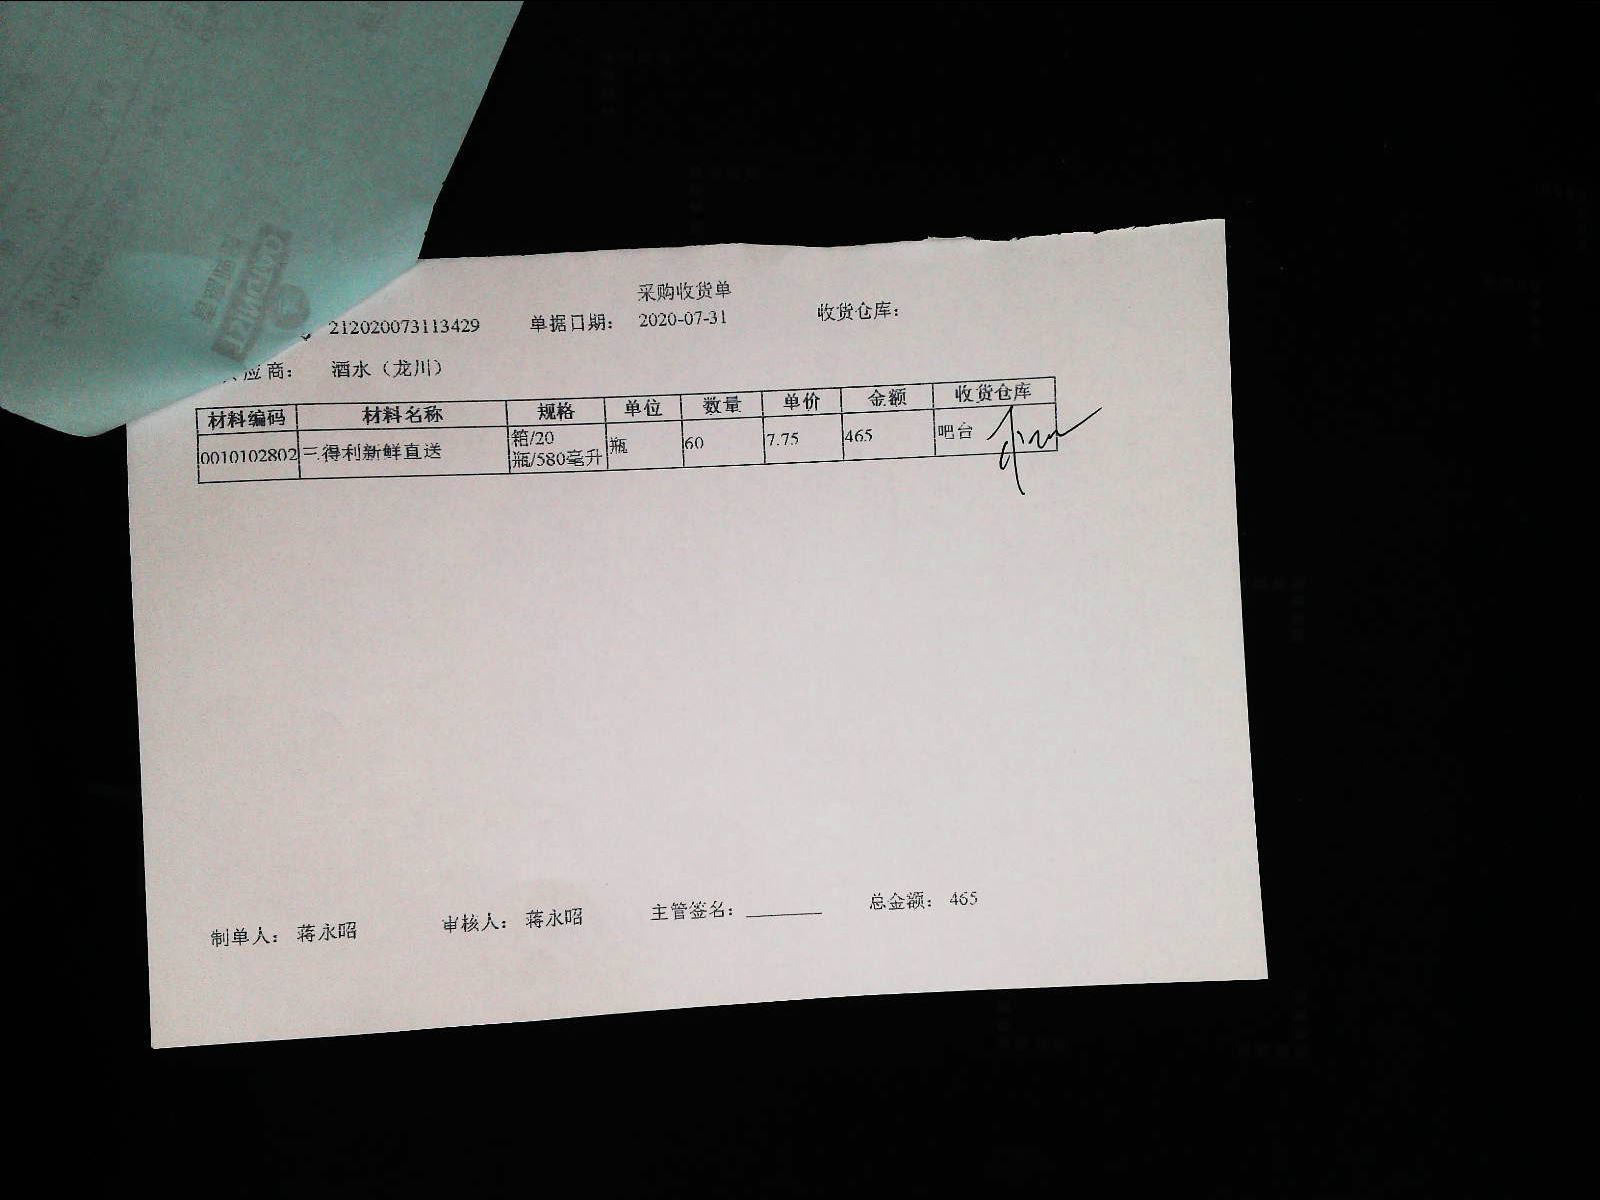 采购收货单
212020073113429 单据日期： 2020-07-31 收货仓库：
应商： 酒水（龙川）
材料编码 材料名称 规格 单位 数量 单价 金额 收货仓库
0010102802 三得利新鲜直送 箱/20瓶/580毫升 瓶 60 7.75 465 吧台
制单人： 蒋永昭 审核人： 蒋永昭 主管签名： 总金额： 465